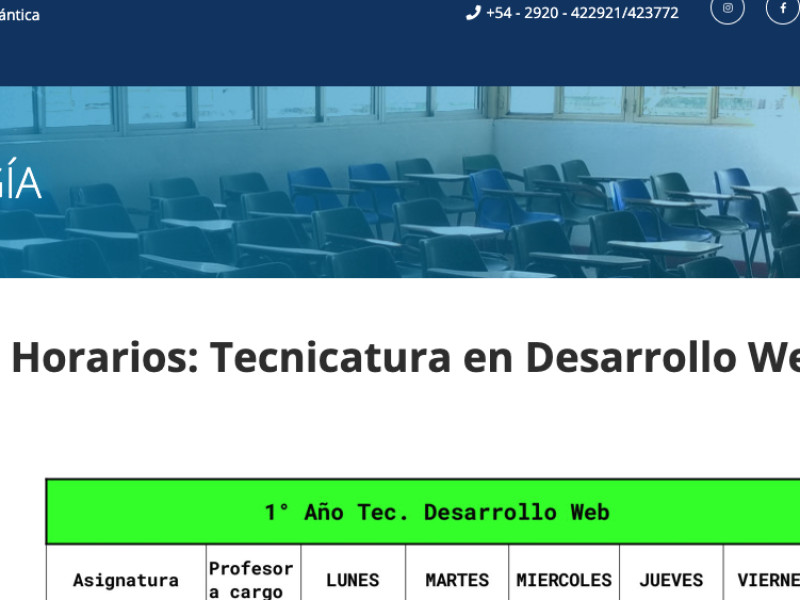 ántica
+54 - 2920 - 422921/423772
GÍA
Horarios: Tecnicatura en Desarrollo We
1° Año Tec. Desarrollo Web
Asignatura
Profesor
a cargo
LUNES
MARTES
MIERCOLES
JUEVES
VIERNE